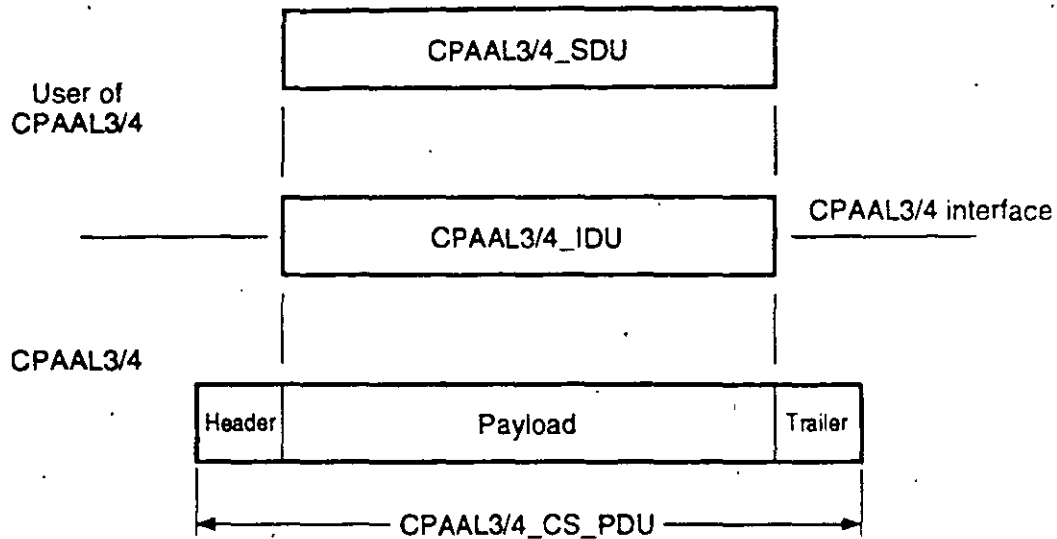 CPAAL3/4_SDU
User of
CPAAL3/4
CPAAL3/4 interface
CPAAL3/4_IDU
CPAAL3/4
Header
Payload
Trailer
CPAAL3/4_CS_PDU